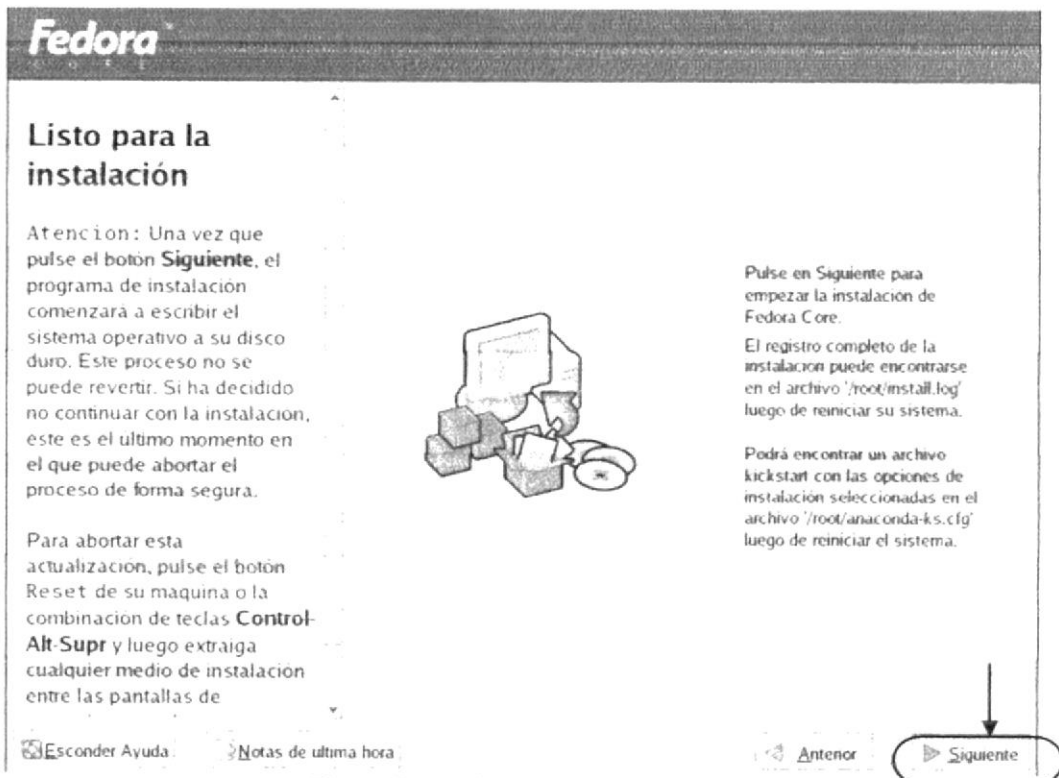 Fedora
CORE
Listo para la
instalación
Atencion: Una vez que
pulse el botón Siguiente, el
programa de instalación
comenzará a escribir el
sistema operativo a su disco
duro. Este proceso no se
puede revertir. Si ha decidido
no continuar con la instalación,
este es el ultimo momento en
el que puede abortar el
proceso de forma segura.
Para abortar esta
actualización, pulse el botón
Reset de su maquina o la
combinación de teclas Control-
Alt-Supr y luego extraiga
cualquier medio de instalación
entre las pantallas de
Pulse en Siguiente para
empezar la instalación de
Fedora Core.
El registro completo de la
instalacion puede encontrarse
en el archivo '/root/install.log'
luego de reiniciar su sistema.
Podrá encontrar un archivo
kickstart con las opciones de
instalación seleccionadas en el
archivo '/root/anaconda-ks.cfg'
luego de reiniciar el sistema.
Esconder Ayuda
Notas de ultima hora
Anterior
Siguiente